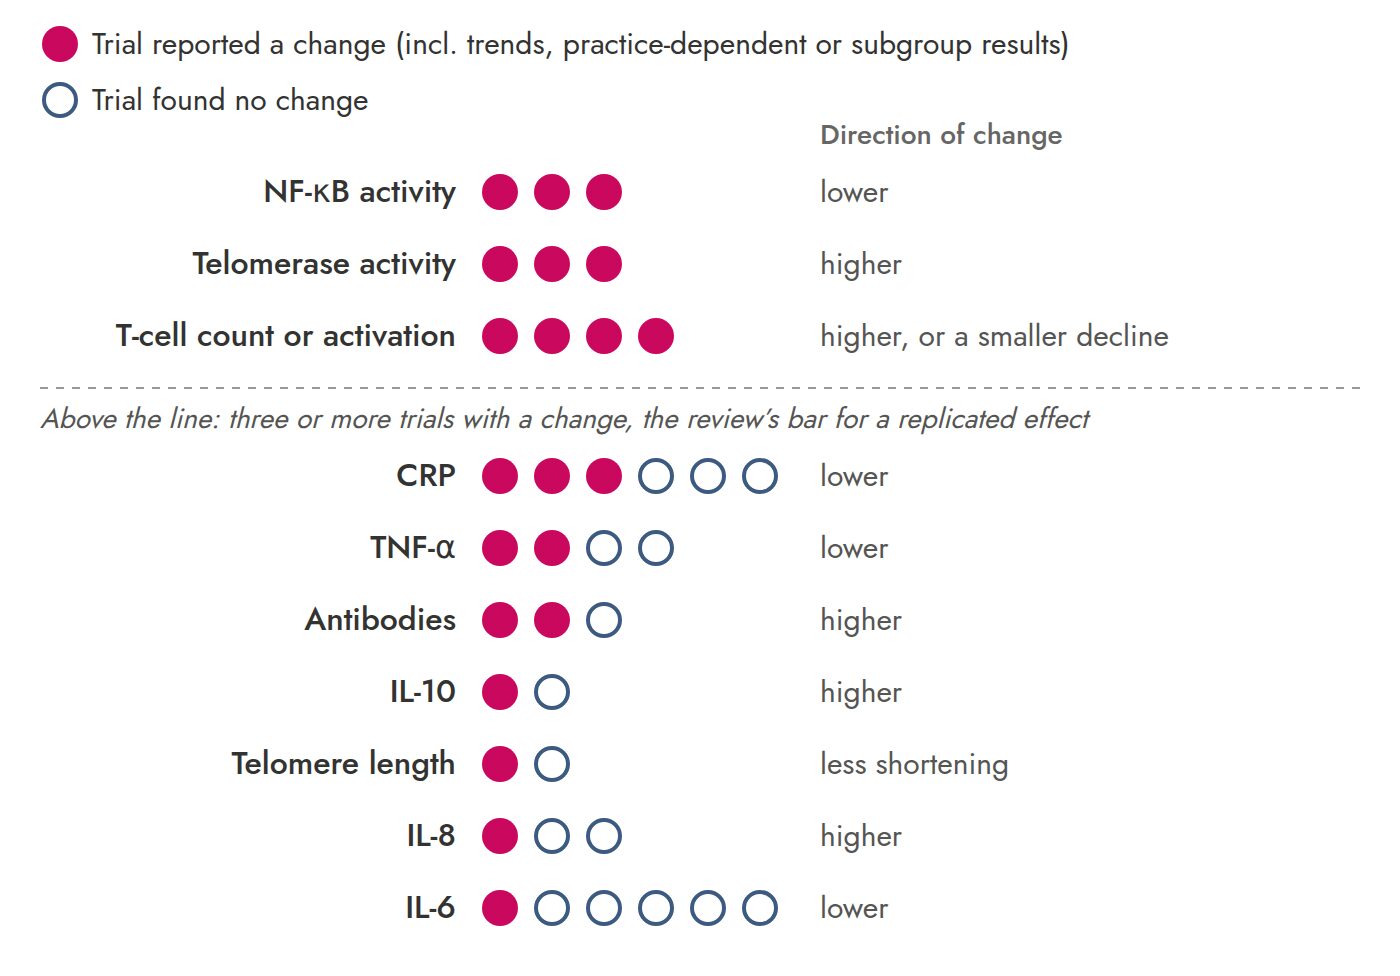 Trial reported a change (incl. trends, practice-dependent or subgroup results)
Trial found no change
Direction of change
NF-κB activity lower
Telomerase activity higher
T-cell count or activation higher, or a smaller decline
Above the line: three or more trials with a change, the review’s bar for a replicated effect
CRP lower
TNF-α lower
Antibodies higher
IL-10 higher
Telomere length less shortening
IL-8 higher
IL-6 lower